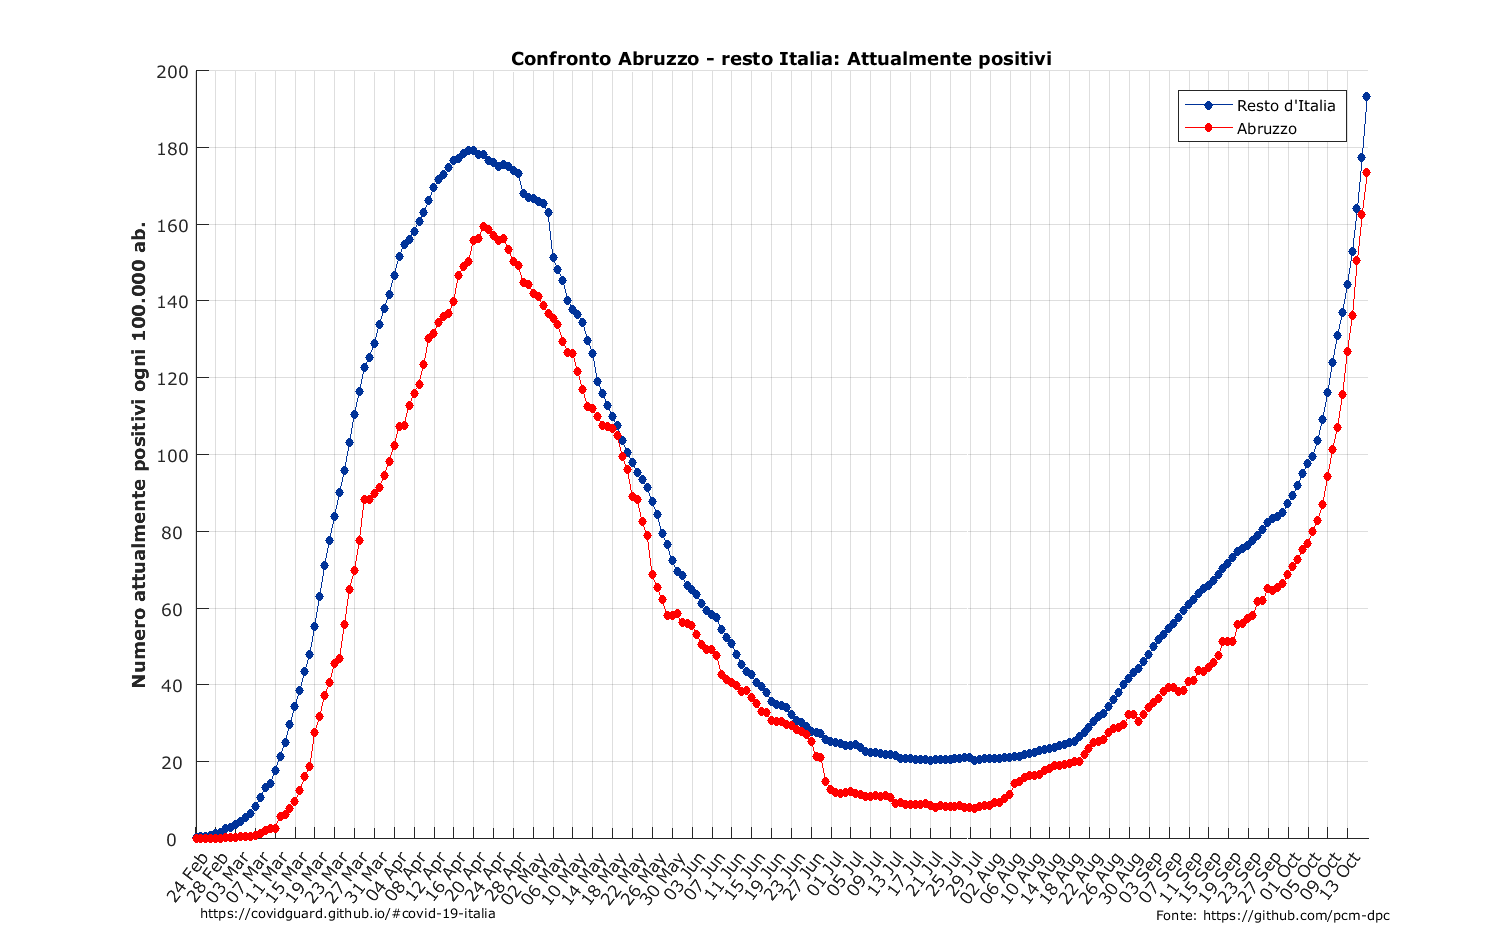 Confronto Abruzzo - resto Italia: Attualmente positivi
Resto d'Italia
Abruzzo
Numero attualmente positivi ogni 100.000 ab.
200
180
160
140
120
100
80
60
40
20
0
24 Feb
28 Feb
03 Mar
07 Mar
11 Mar
15 Mar
19 Mar
23 Mar
27 Mar
31 Mar
04 Apr
08 Apr
12 Apr
16 Apr
20 Apr
24 Apr
28 Apr
02 May
06 May
10 May
14 May
18 May
22 May
26 May
30 May
03 Jun
07 Jun
11 Jun
15 Jun
19 Jun
23 Jun
27 Jun
01 Jul
05 Jul
09 Jul
13 Jul
17 Jul
21 Jul
25 Jul
29 Jul
02 Aug
06 Aug
10 Aug
14 Aug
18 Aug
22 Aug
26 Aug
30 Aug
03 Sep
07 Sep
11 Sep
15 Sep
19 Sep
23 Sep
27 Sep
01 Oct
05 Oct
09 Oct
13 Oct
https://covidguard.github.io/#covid-19-italia
Fonte: https://github.com/pcm-dpc